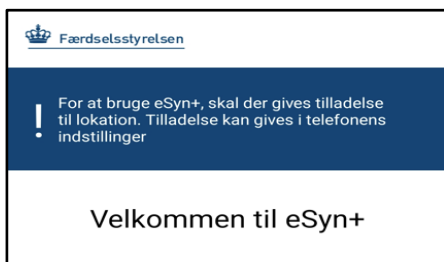 Færdselsstyrelsen
For at bruge eSyn+, skal der gives tilladelse
til lokation. Tilladelse kan gives i telefonens
indstillinger
Velkommen til eSyn+